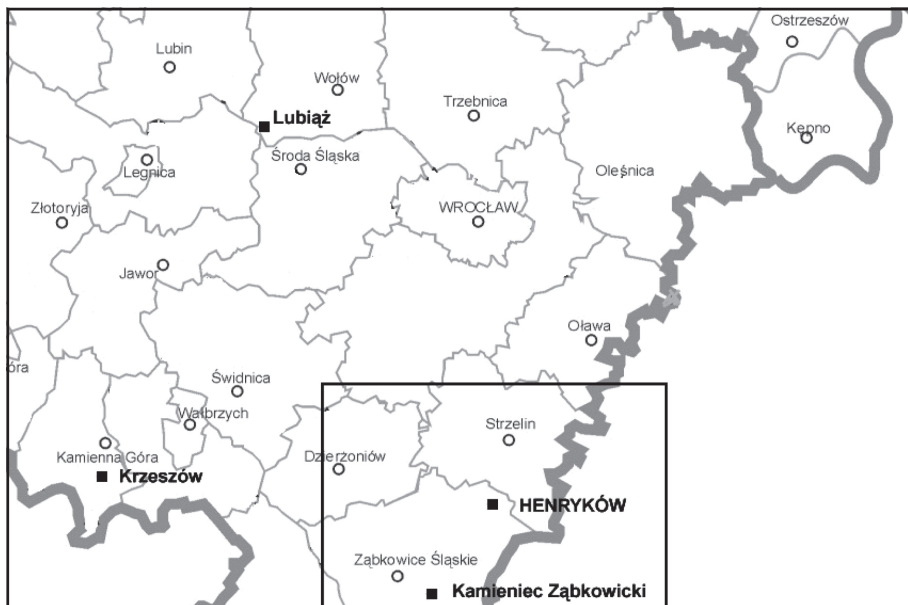 Ostrzeszów
Lubin
Wołów
Trzebnica
Lubiąż
Kępno
Środa Śląska
Legnica
Oleśnica
Złotoryja
WROCŁAW
Jawor
Oława
óra
Świdnica
Wałbrzych
Strzelin
Kamienna Góra
Dzierżoniów
Krzeszów
HENRYKÓW
Ząbkowice Śląskie
Kamieniec Ząbkowicki